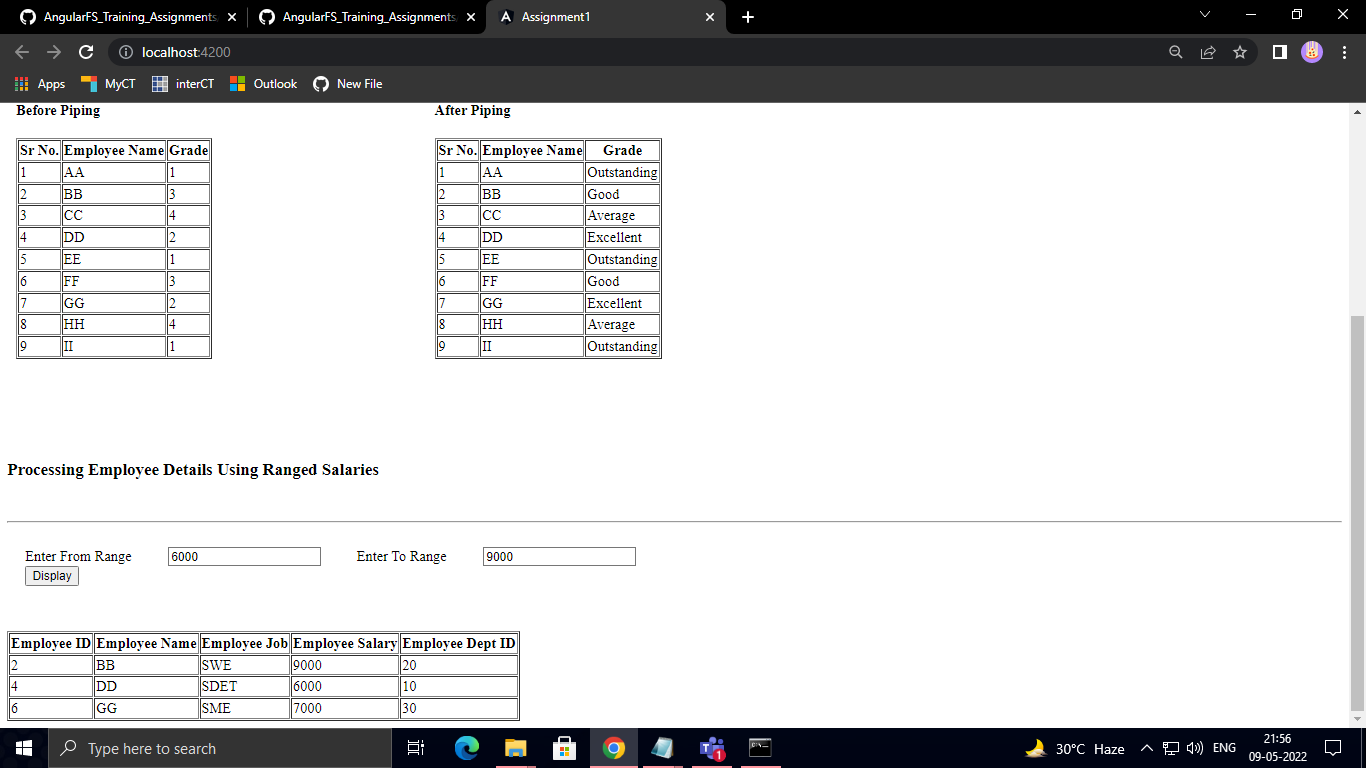 AngularFS_Training_Assignments AngularFS_Training_Assignments Assignment1
localhost:4200
Apps MyCT interCT Outlook New File
Before Piping After Piping
Sr No. Employee Name Grade Sr No. Employee Name Grade
1 AA 1 1 AA Outstanding
2 BB 3 2 BB Good
3 CC 4 3 CC Average
4 DD 2 4 DD Excellent
5 EE 1 5 EE Outstanding
6 FF 3 6 FF Good
7 GG 2 7 GG Excellent
8 HH 4 8 HH Average
9 II 1 9 II Outstanding
Processing Employee Details Using Ranged Salaries
Enter From Range 6000 Enter To Range 9000
Display
Employee ID Employee Name Employee Job Employee Salary Employee Dept ID
2 BB SWE 9000 20
4 DD SDET 6000 10
6 GG SME 7000 30
Type here to search 1 30°C Haze ENG 21:56
09-05-2022